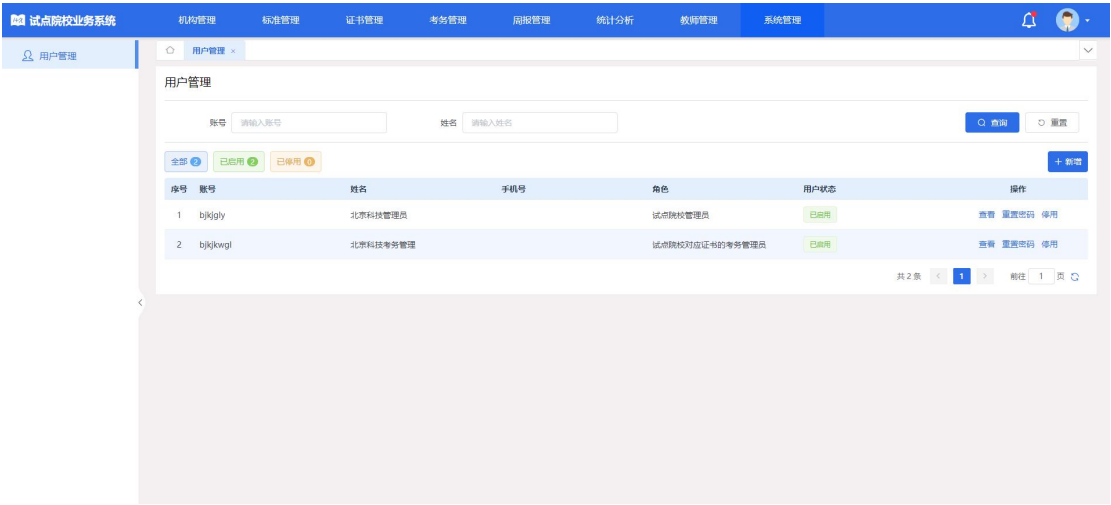 试点院校业务系统 机构管理 标准管理 证书管理 考务管理 周报管理 统计分析 教师管理 系统管理
用户管理 用户管理 ×
用户管理
账号 请输入账号 姓名 请输入姓名 查询 重置
全部 2 已启用 2 已停用 0 + 新增
序号 账号 姓名 手机号 角色 用户状态 操作
1 bjkjgly 北京科技管理员 试点院校管理员 已启用 查看 重置密码 停用
2 bjkjkwgl 北京科技考务管理 试点院校对应证书的考务管理员 已启用 查看 重置密码 停用
共 2 条 < 1 > 前往 1 页